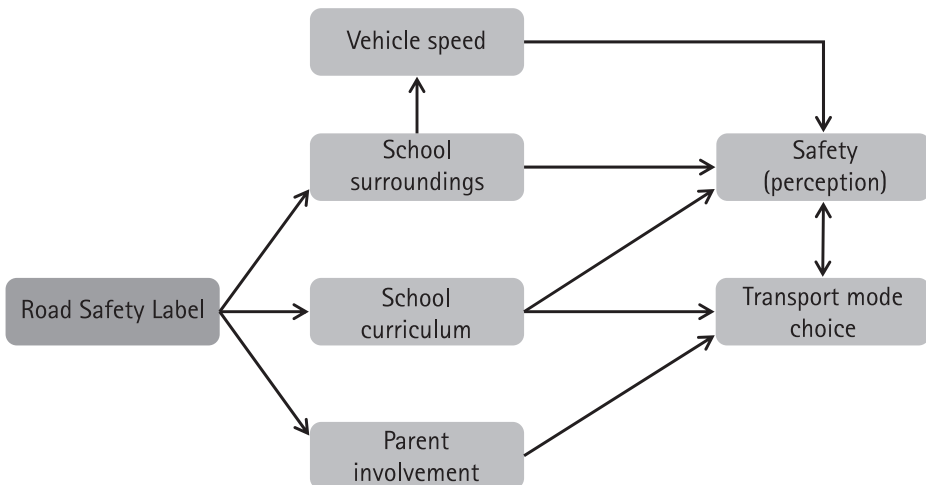 Vehicle speed
School
surroundings
Safety
(perception)
Road Safety Label
School
curriculum
Transport mode
choice
Parent
involvement